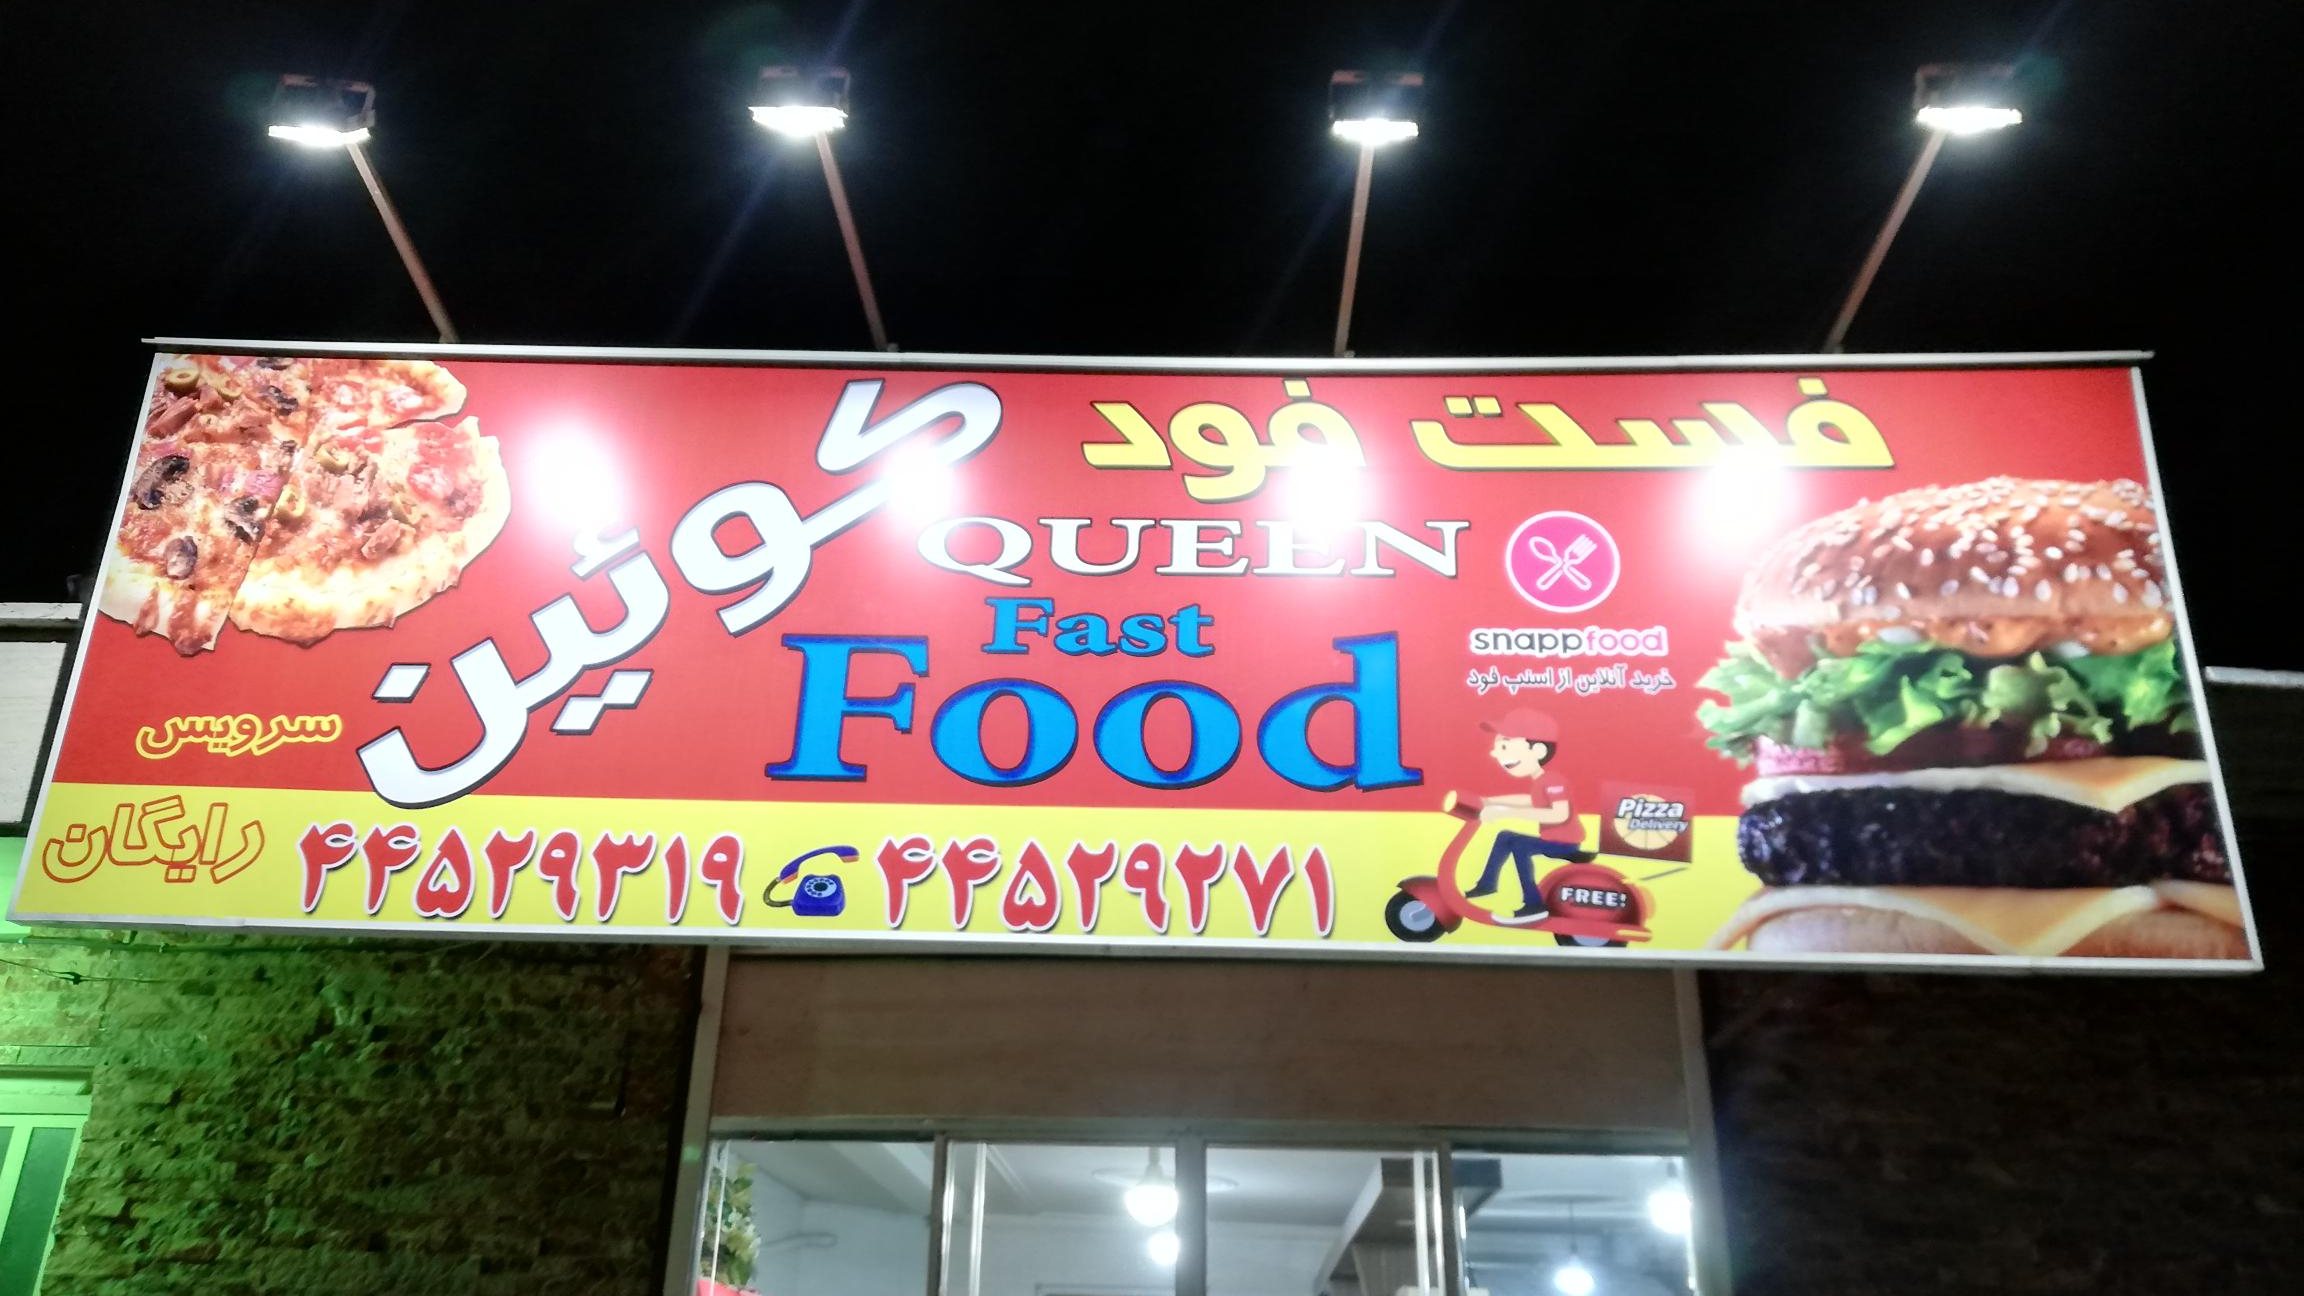 فست فود
کوئین
QUEEN
Fast
Food
snappfood
خرید آنلاین از اسنپ فود
سرویس
رایگان
۴۴۵۲۹۳۱۹ ۴۴۵۲۹۲۷۱
Pizza
Delivery
FREE!